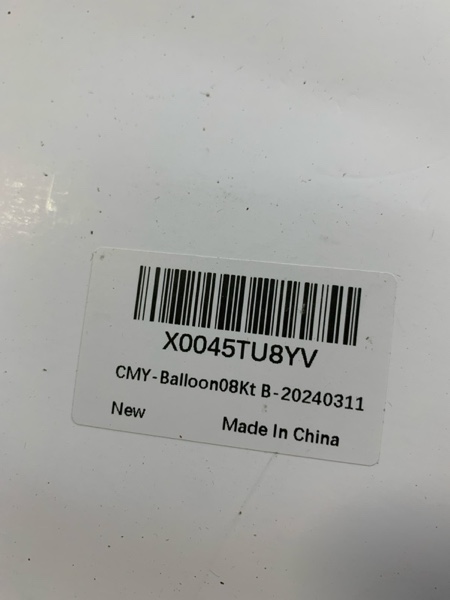 X0045TU8YV
CMY-Balloon08Kt B-20240311
New
Made In China